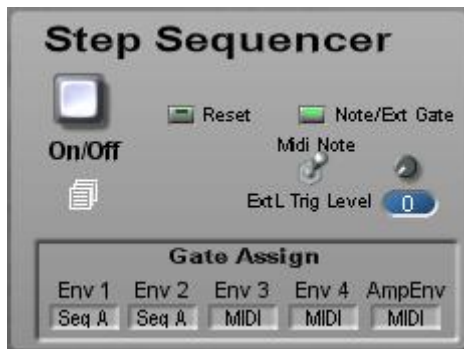 Step Sequencer
Reset
Note/Ext Gate
On/Off
Midi Note
ExtL Trig Level 0
Gate Assign
Env 1 Env 2 Env 3 Env 4 AmpEnv
Seq A Seq A MIDI MIDI MIDI